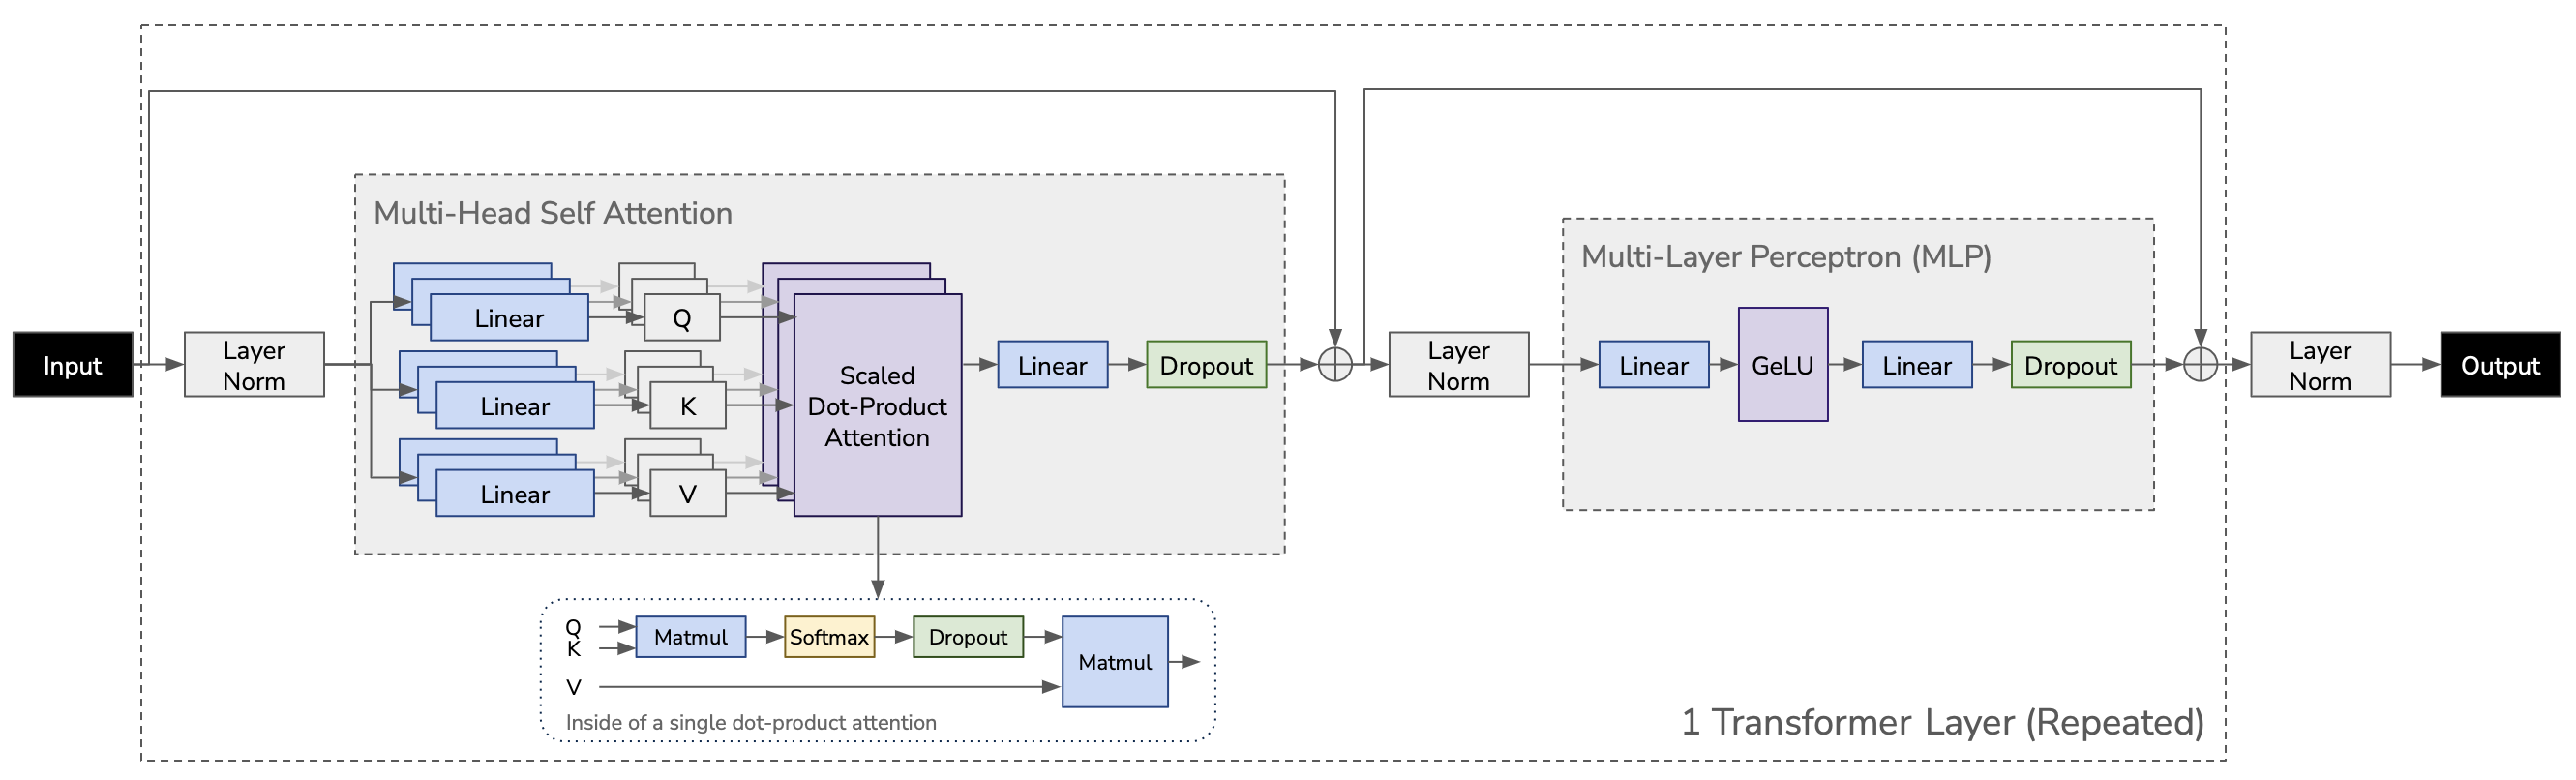 Multi-Head Self Attention
Multi-Layer Perceptron (MLP)
Input
Layer
Norm
Linear
Q
Linear
K
Linear
V
Scaled
Dot-Product
Attention
Linear
Dropout
Layer
Norm
Linear
GeLU
Linear
Dropout
Layer
Norm
Output
Q
K
V
Matmul
Softmax
Dropout
Matmul
Inside of a single dot-product attention
1 Transformer Layer (Repeated)